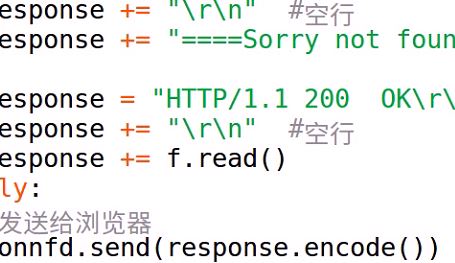 esponse += "\r\n" #空行
esponse += "====Sorry not foun
esponse = "HTTP/1.1 200  OK\r\
esponse += "\r\n" #空行
esponse += f.read()
ly:
发送给浏览器
onnfd.send(response.encode())